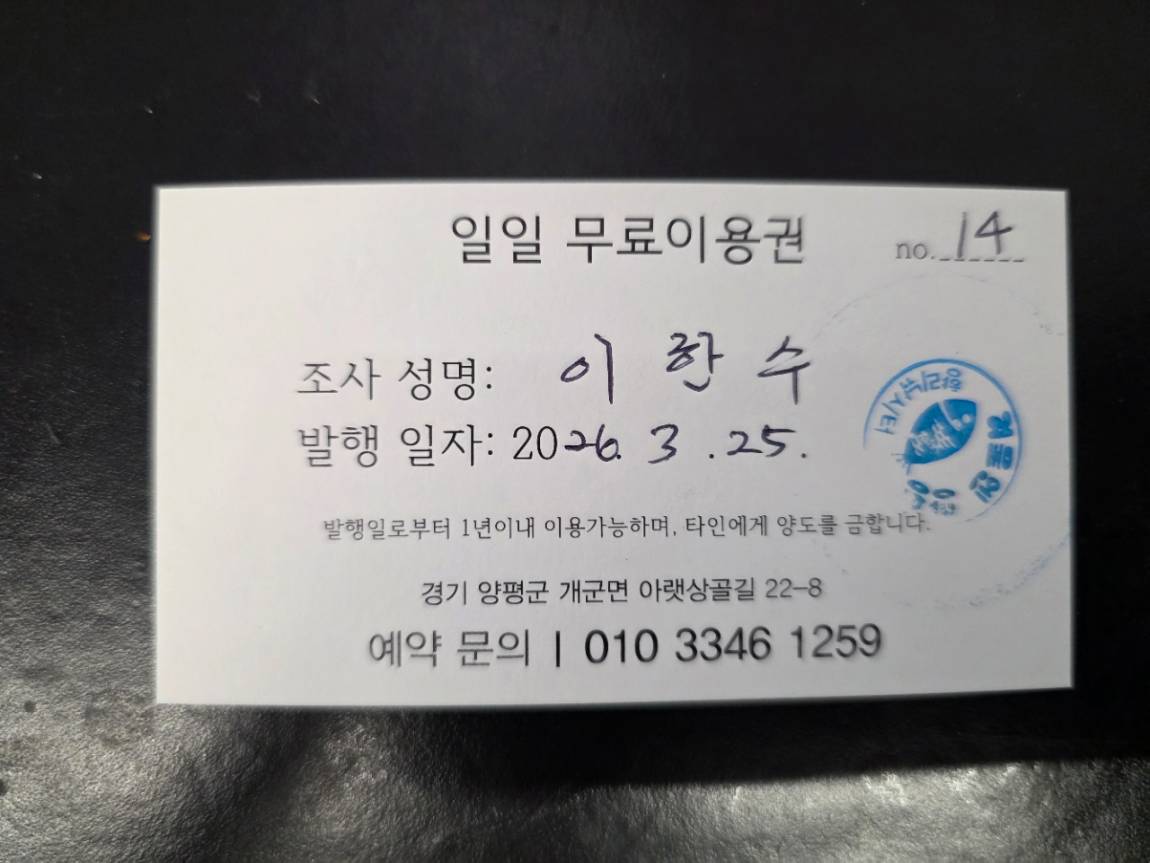 일일 무료이용권
no. 14
조사 성명: 이 한 수
발행 일자: 2026. 3 . 25.
발행일로부터 1년이내 이용가능하며, 타인에게 양도를 금합니다.
경기 양평군 개군면 아랫상골길 22-8
예약 문의 | 010 3346 1259